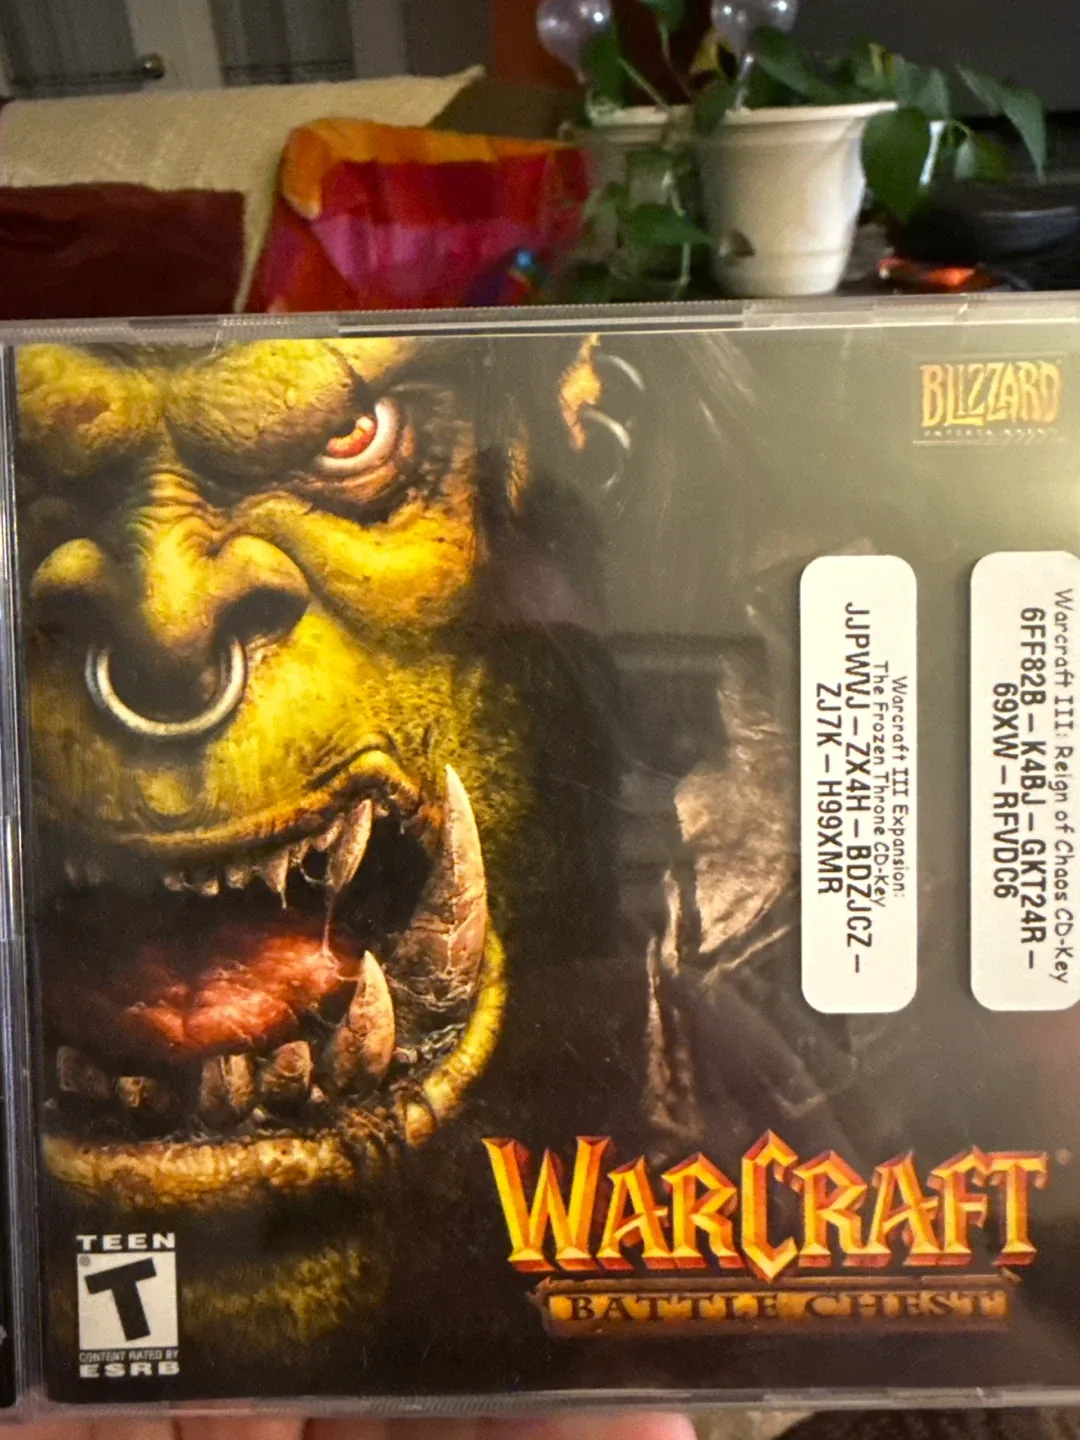 BLIZZARD
ENTERTAINMENT
Warcraft III Expansion:
The Frozen Throne CD-Key
JJPWVJ-ZX4H-BDZJCZ-
ZJ7K-H99XMR
Warcraft III: Reign of Chaos CD-Key
6FF82B-K4BJ-GKT24R-
69XW-RFVDC6
WARCRAFT
BATTLE CHEST
TEEN
T
CONTENT RATED BY
ESRB